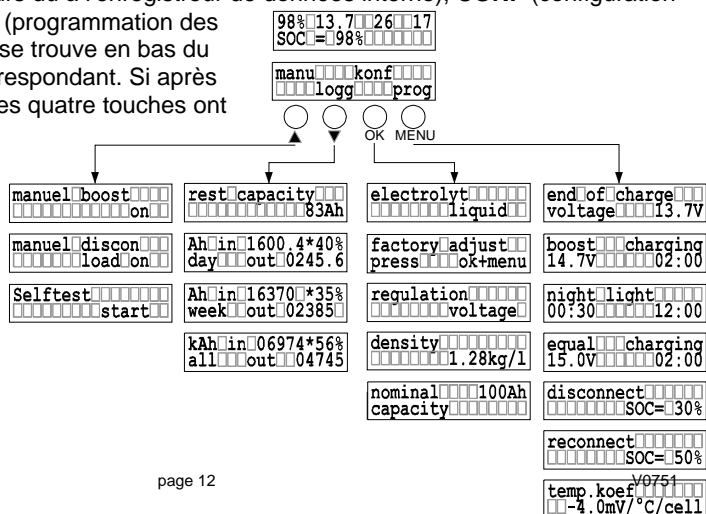 98% 13.7 26 17
SOC = 98%
(programmation des
se trouve en bas du
respondant. Si après
es quatre touches ont
manu konf
logg prog
▲ ▼ OK MENU
manuel boost
on
manuel discon
load on
Selftest
start
rest capacity
83Ah
Ah in 1600.4*40%
day out 0245.6
Ah in 16370 *35%
week out 02385
kAh in 06974*56%
all out 04745
electrolyt
liquid
factory adjust
press ok+menu
regulation
voltage
density
1.28kg/l
nominal 100Ah
capacity
end of charge
voltage 13.7V
boost charging
14.7V 02:00
night light
00:30 12:00
equal charging
15.0V 02:00
disconnect
SOC= 30%
reconnect
SOC= 50%
temp.koef
-4.0mV/°C/cell
page 12
V0751